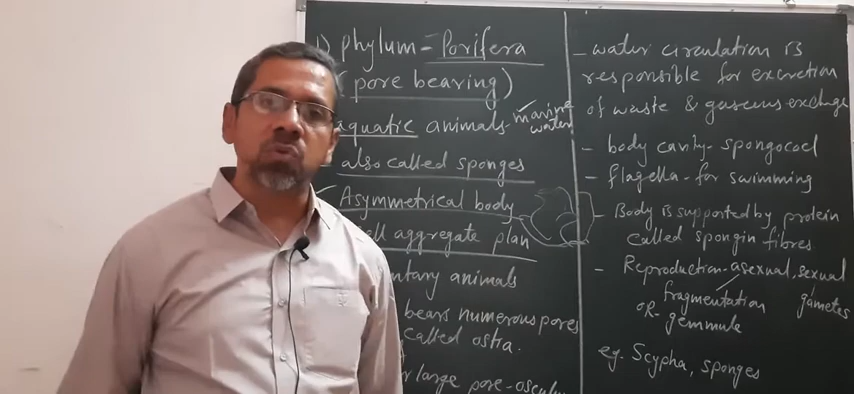 1) Phylum = Porifera
(pore bearing)
aquatic animals - marine
water
- also called sponges
Asymmetrical body
cell aggregate plan
animals
bears numerous pores
called ostia.
large pore - osculum
- water circulation is
responsible for excretion
of waste & gaseous exchange
- body cavity - spongocoel
- flagella - for swimming
- Body is supported by protein
called spongin fibres
- Reproduction - asexual, sexual
fragmentation gametes
or
gemmule
eg. Scypha, sponges